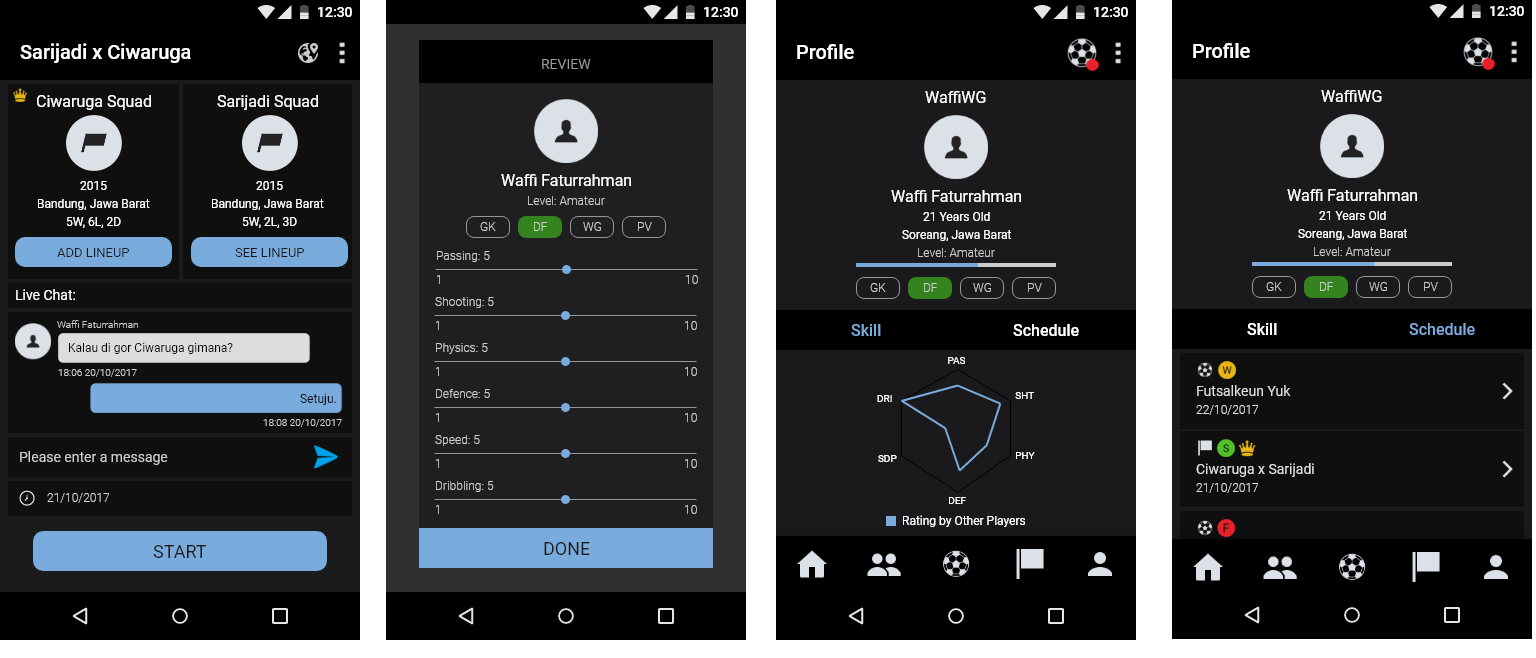 12:30
Sarijadi x Ciwaruga
Ciwaruga Squad
2015
Bandung, Jawa Barat
5W, 6L, 2D
ADD LINEUP
Sarijadi Squad
2015
Bandung, Jawa Barat
5W, 2L, 3D
SEE LINEUP
Live Chat:
Waffi Faturrahman
Kalau di gor Ciwaruga gimana?
18:06 20/10/2017
Setuju.
18:08 20/10/2017
Please enter a message
21/10/2017
START
12:30
REVIEW
Waffi Faturrahman
Level: Amateur
GK DF WG PV
Passing: 5
1 10
Shooting: 5
1 10
Physics: 5
1 10
Defence: 5
1 10
Speed: 5
1 10
Dribbling: 5
1 10
DONE
12:30
Profile
WaffiWG
Waffi Faturrahman
21 Years Old
Soreang, Jawa Barat
Level: Amateur
GK DF WG PV
Skill Schedule
PAS
DRI SHT
SDP PHY
DEF
Rating by Other Players
12:30
Profile
WaffiWG
Waffi Faturrahman
21 Years Old
Soreang, Jawa Barat
Level: Amateur
GK DF WG PV
Skill Schedule
W
Futsalkeun Yuk
22/10/2017
S
Ciwaruga x Sarijadi
21/10/2017
F